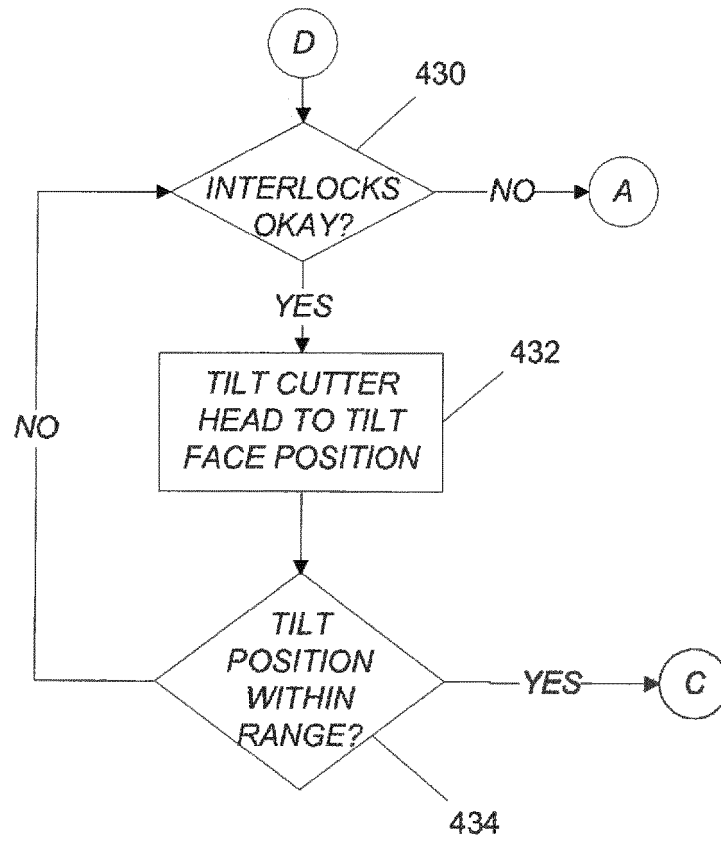 D
430
INTERLOCKS
OKAY?
NO
A
YES
432
TILT CUTTER
HEAD TO TILT
FACE POSITION
NO
TILT
POSITION
WITHIN
RANGE?
YES
C
434